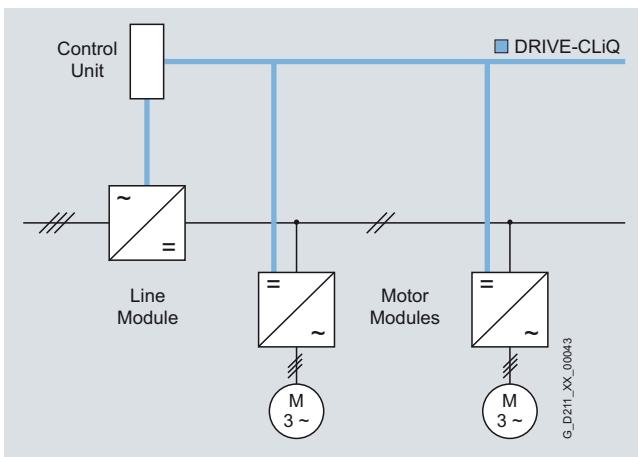 Control
Unit
DRIVE-CLiQ
~
=
Line
Module
=
~
Motor
Modules
=
~
M
3 ~
M
3 ~
G_D211_XX_00043